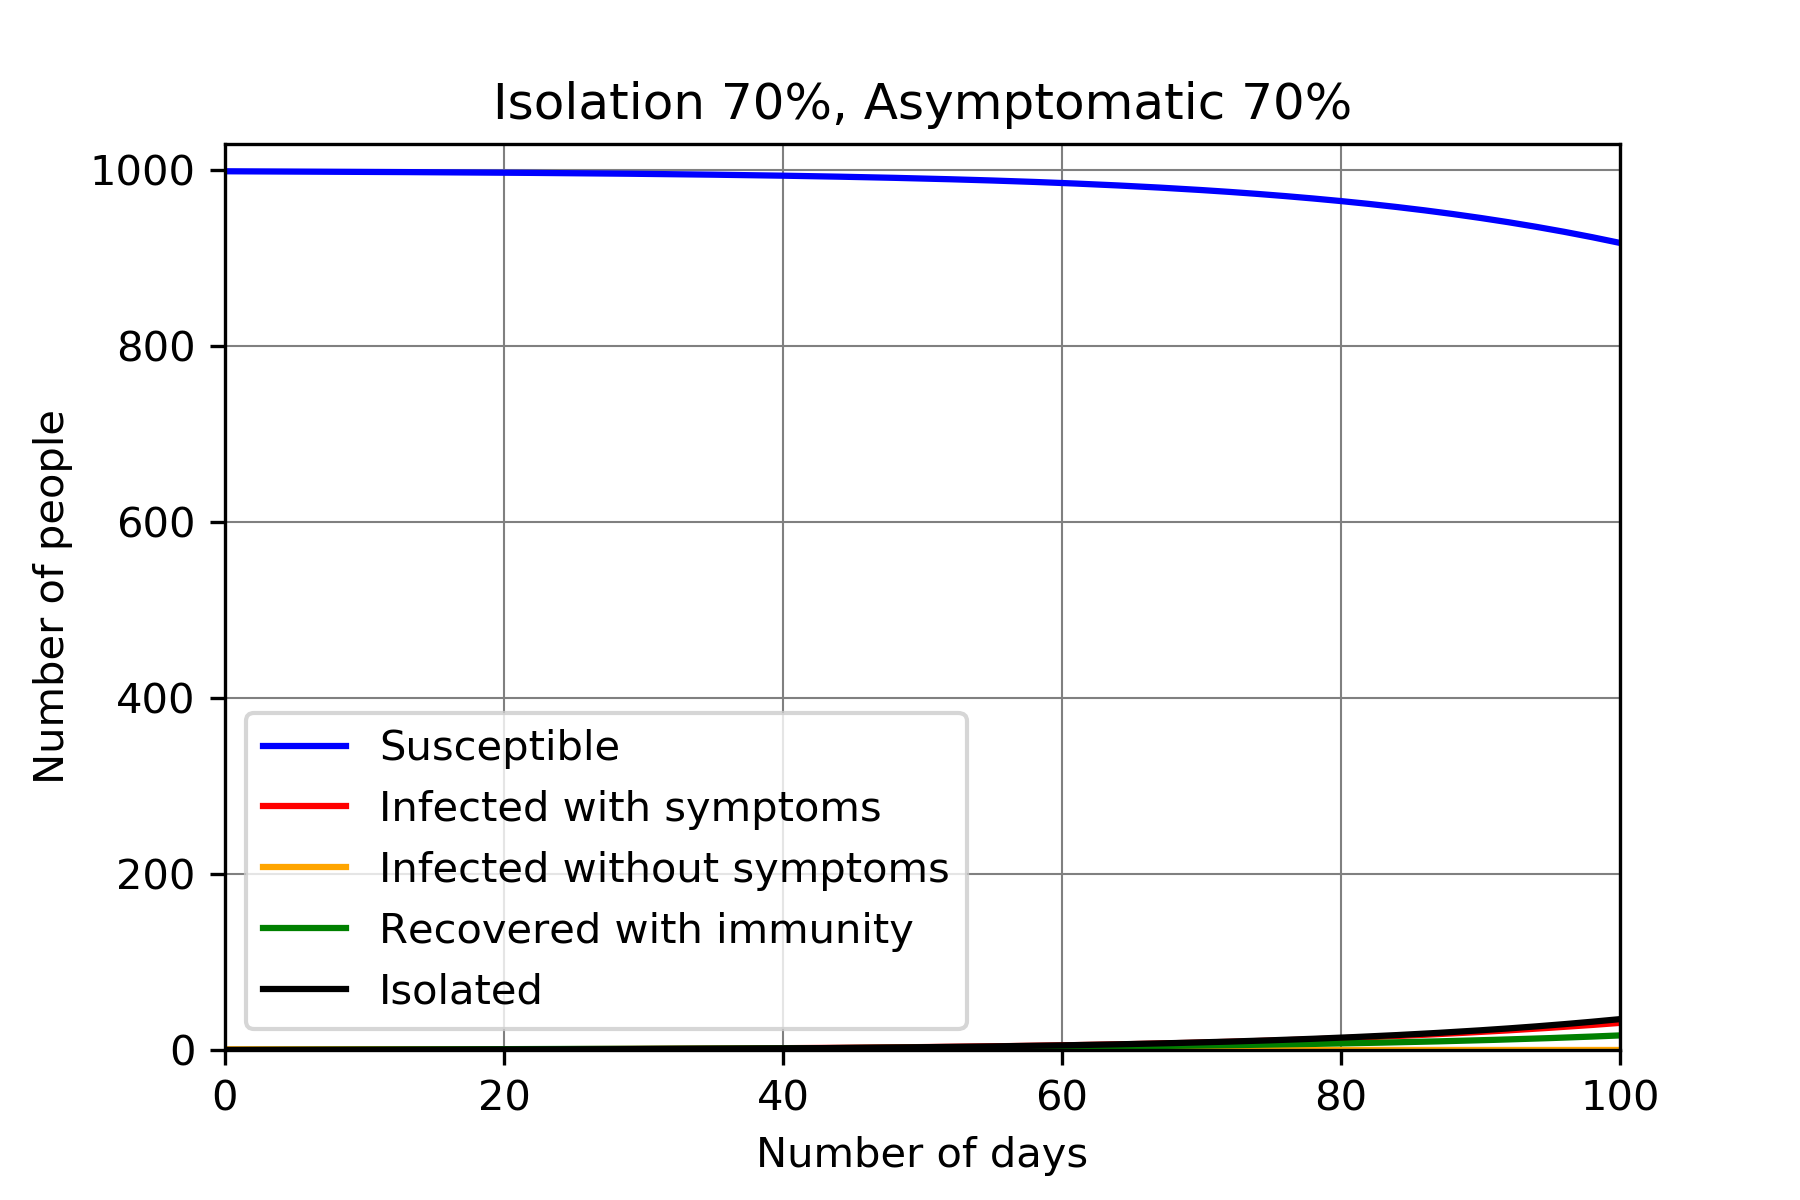 Isolation 70%, Asymptomatic 70%
1000
800
600
400
200
0
Number of people
Susceptible
Infected with symptoms
Infected without symptoms
Recovered with immunity
Isolated
0 20 40 60 80 100
Number of days